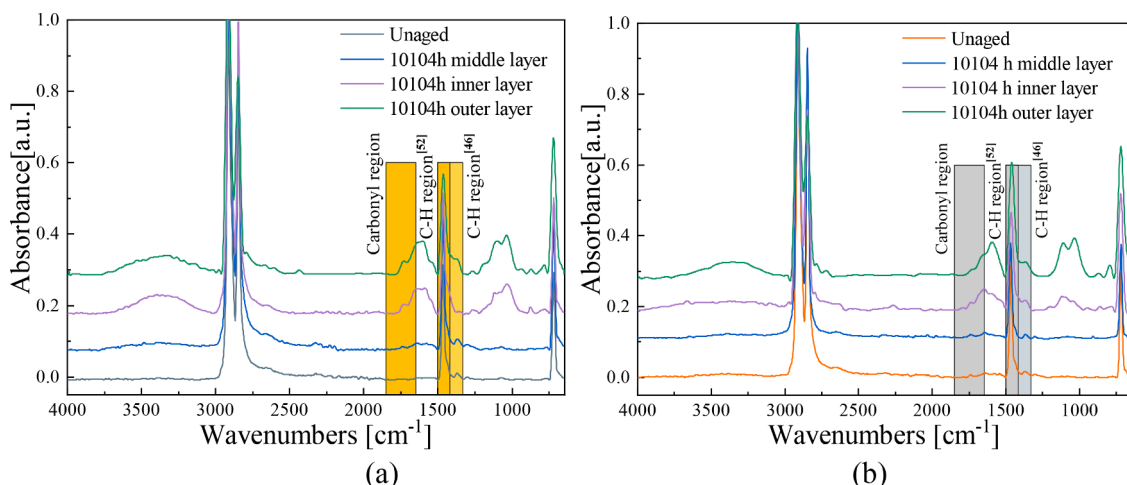 Unaged
10104h middle layer
10104h inner layer
10104h outer layer
Carbonyl region
C-H region[52]
C-H region[46]
Absorbance[a.u.]
1.0
0.8
0.6
0.4
0.2
0.0
4000 3500 3000 2500 2000 1500 1000
Wavenumbers [cm-1]
(a)
Unaged
10104 h middle layer
10104 h inner layer
10104h outer layer
Carbonyl region
C-H region[52]
C-H region[46]
Absorbance[a.u.]
1.0
0.8
0.6
0.4
0.2
0.0
4000 3500 3000 2500 2000 1500 1000
Wavenumbers [cm-1]
(b)